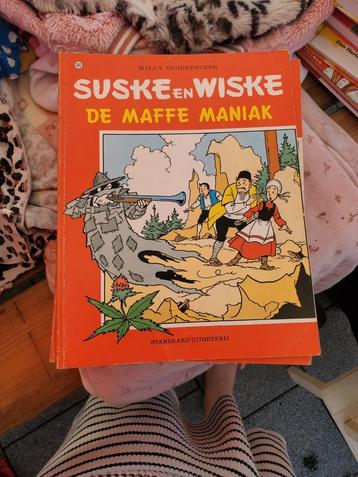 WILLY VANDERSTEEN
SUSKE EN WISKE
DE MAFFE MANIAK
STANDAARD UITGEVERIJ